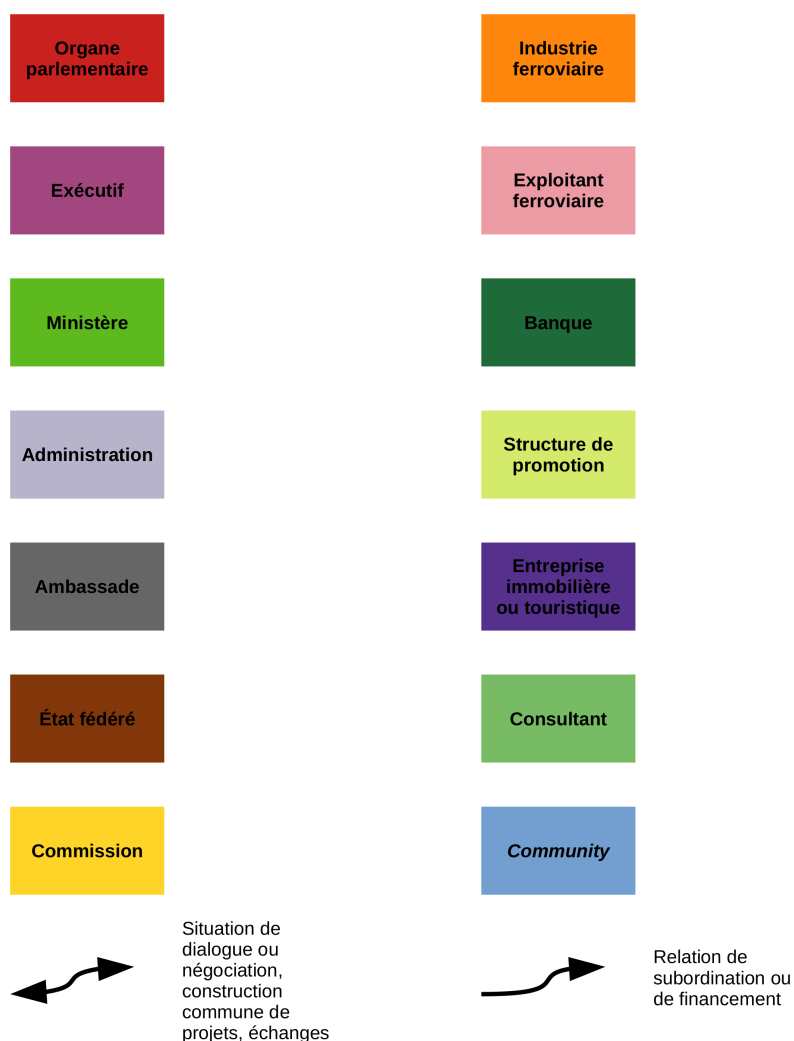 Organe
parlementaire
Industrie
ferroviaire
Exécutif
Exploitant
ferroviaire
Ministère
Banque
Administration
Structure de
promotion
Ambassade
Entreprise
immobilière
ou touristique
État fédéré
Consultant
Commission
Community
Situation de
dialogue ou
négociation,
construction
commune de
projets, échanges
Relation de
subordination ou
de financement